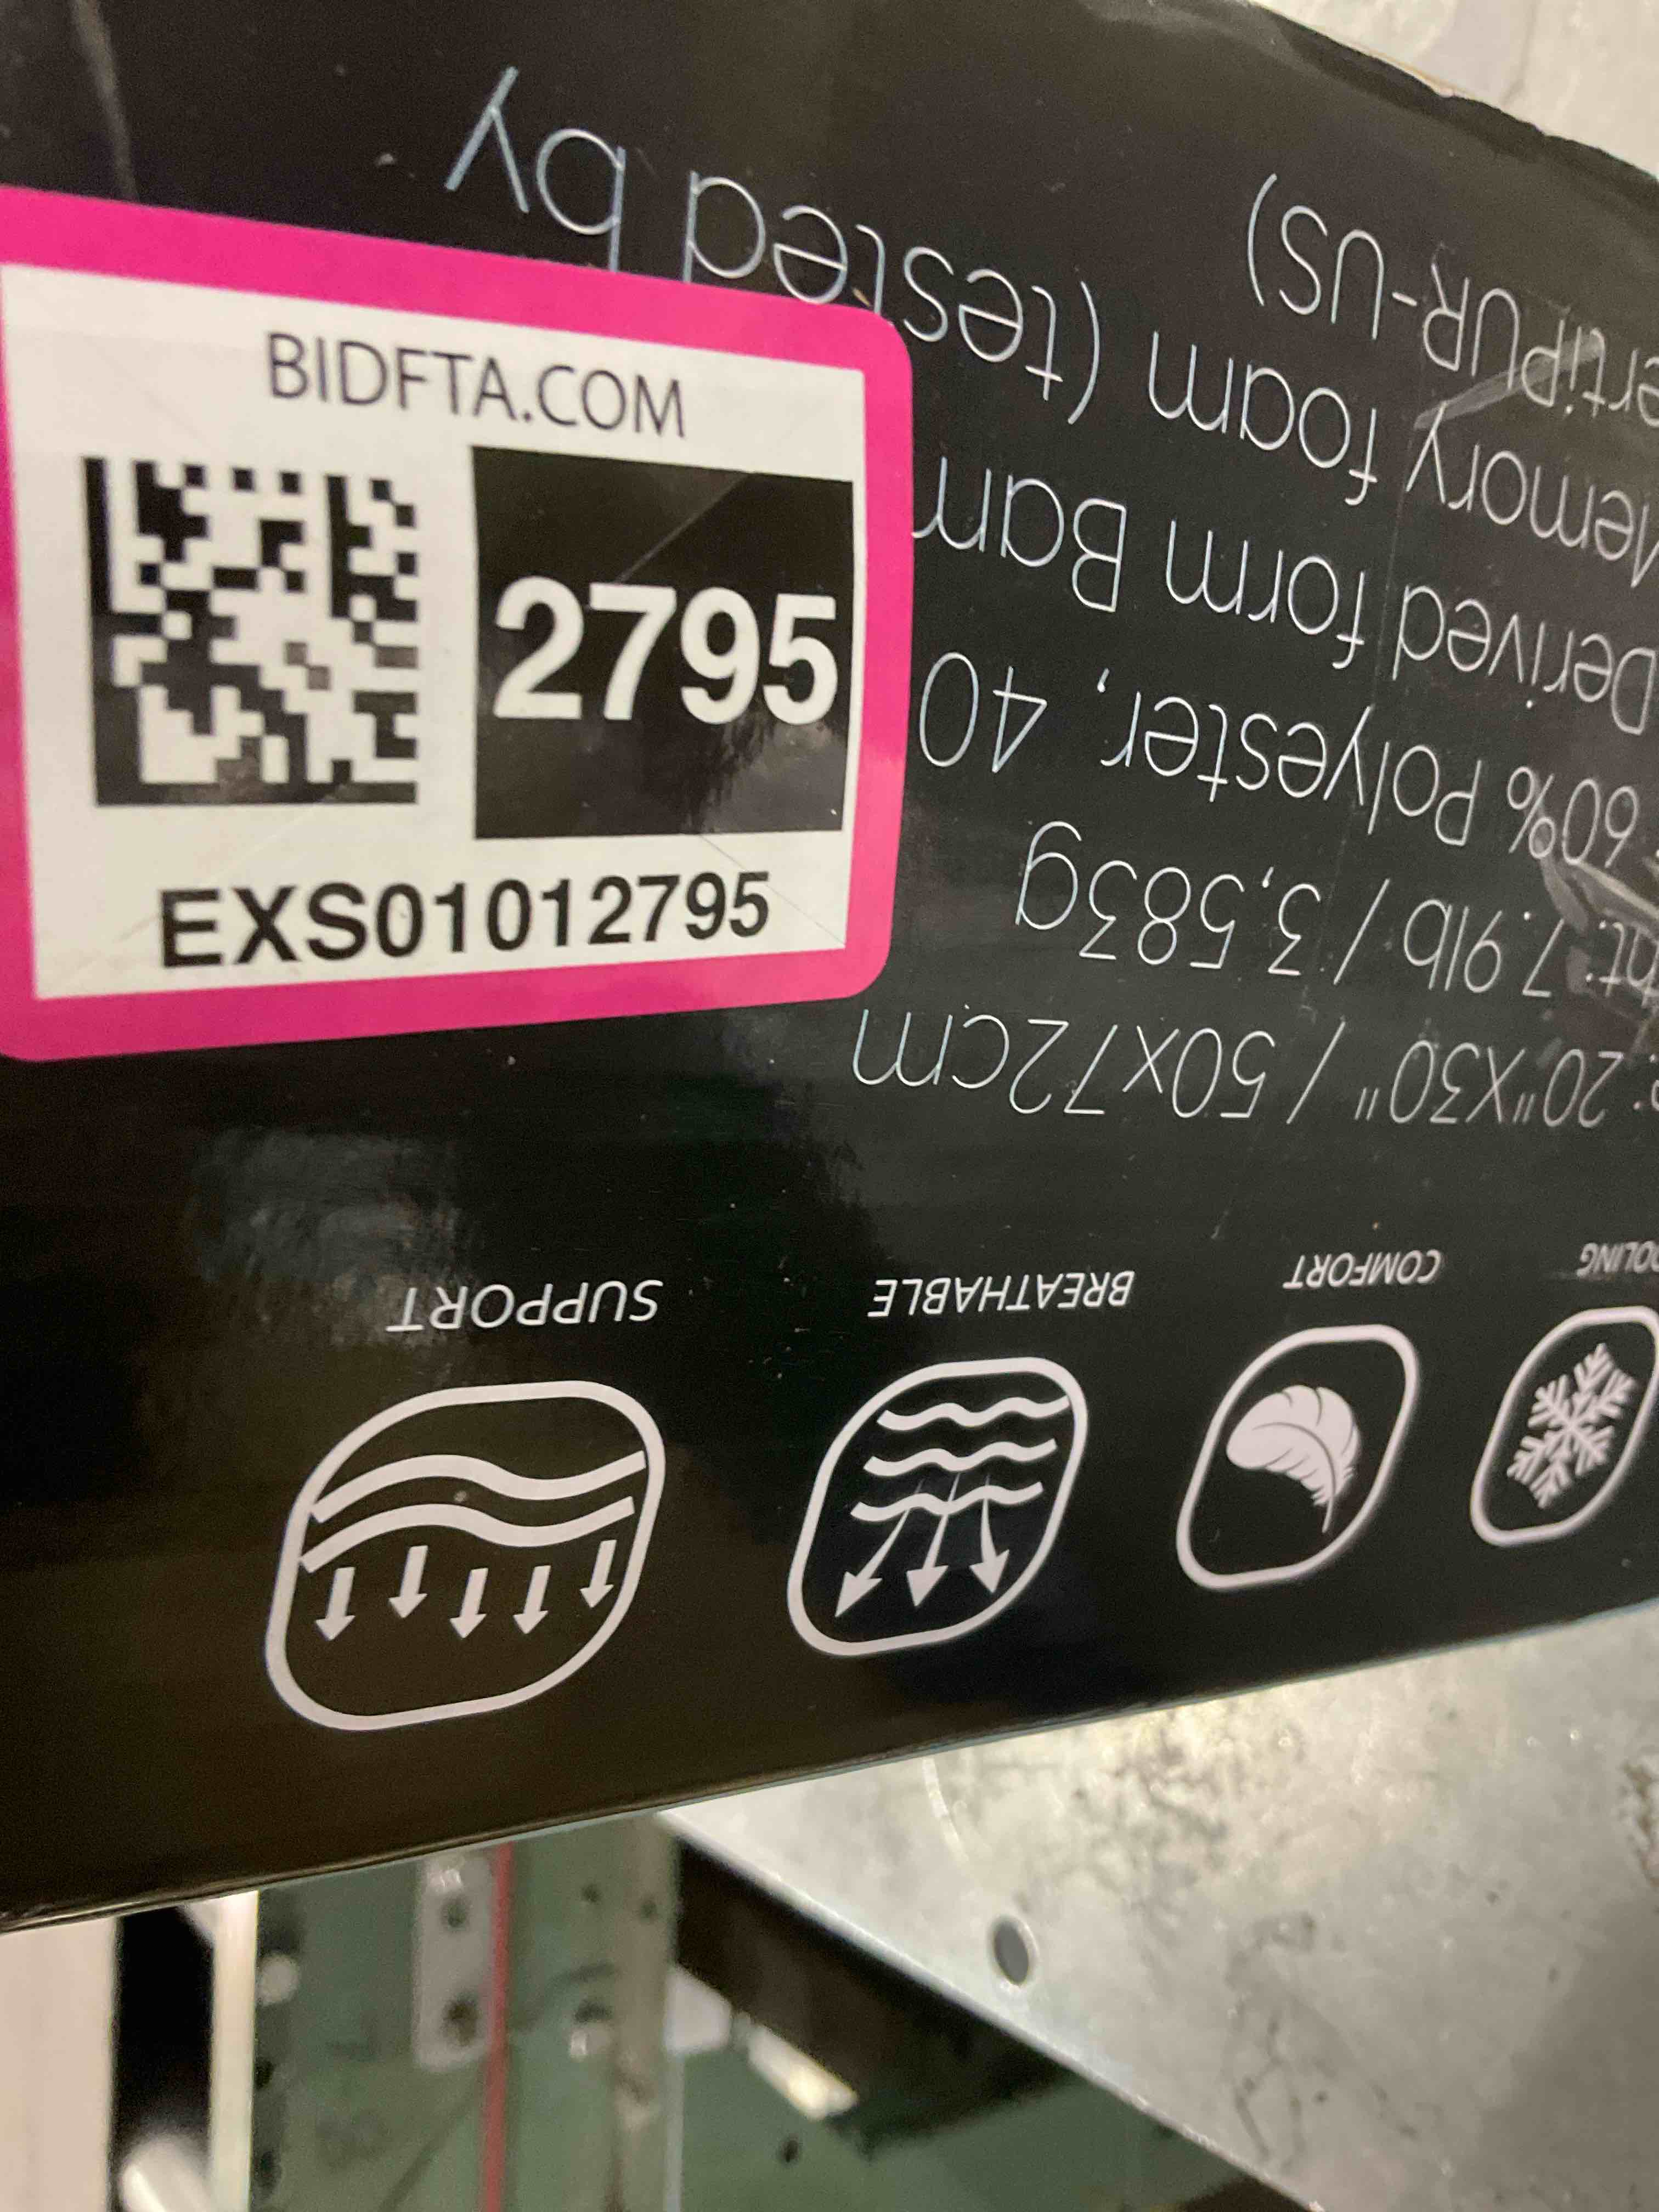 BIDFTA.COM
2795
EXS01012795
COOLING
COMFORT
BREATHABLE
SUPPORT
20"X30" / 50x72cm
7.9lb / 3,583g
60% Polyester, 40
Derived form Bam
Memory foam (tested by
CertiPUR-US)